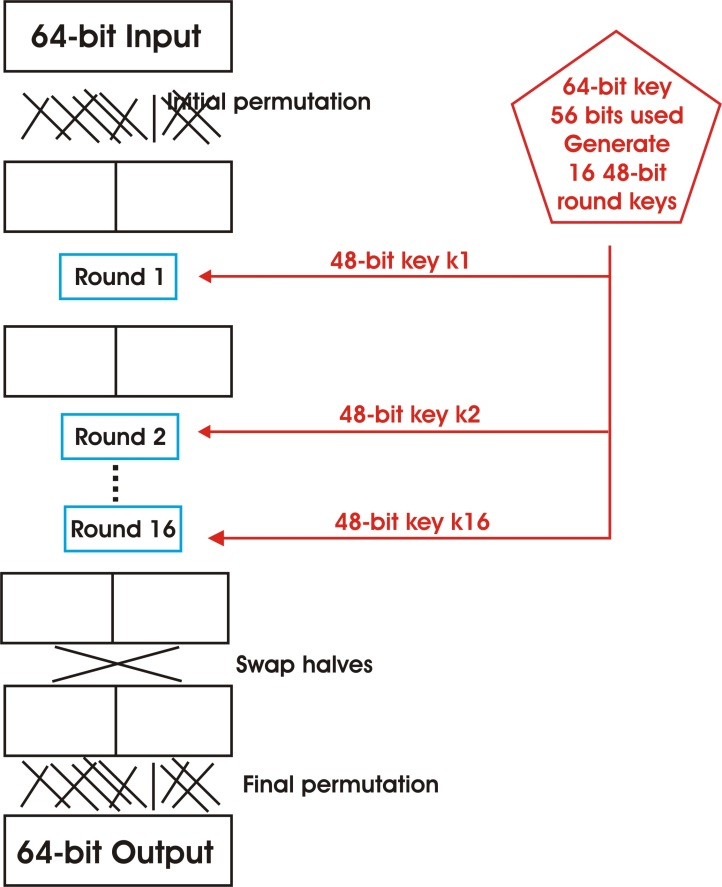 64-bit Input
Initial permutation
64-bit key
56 bits used
Generate
16 48-bit
round keys
48-bit key k1
Round 1
48-bit key k2
Round 2
48-bit key k16
Round 16
Swap halves
Final permutation
64-bit Output